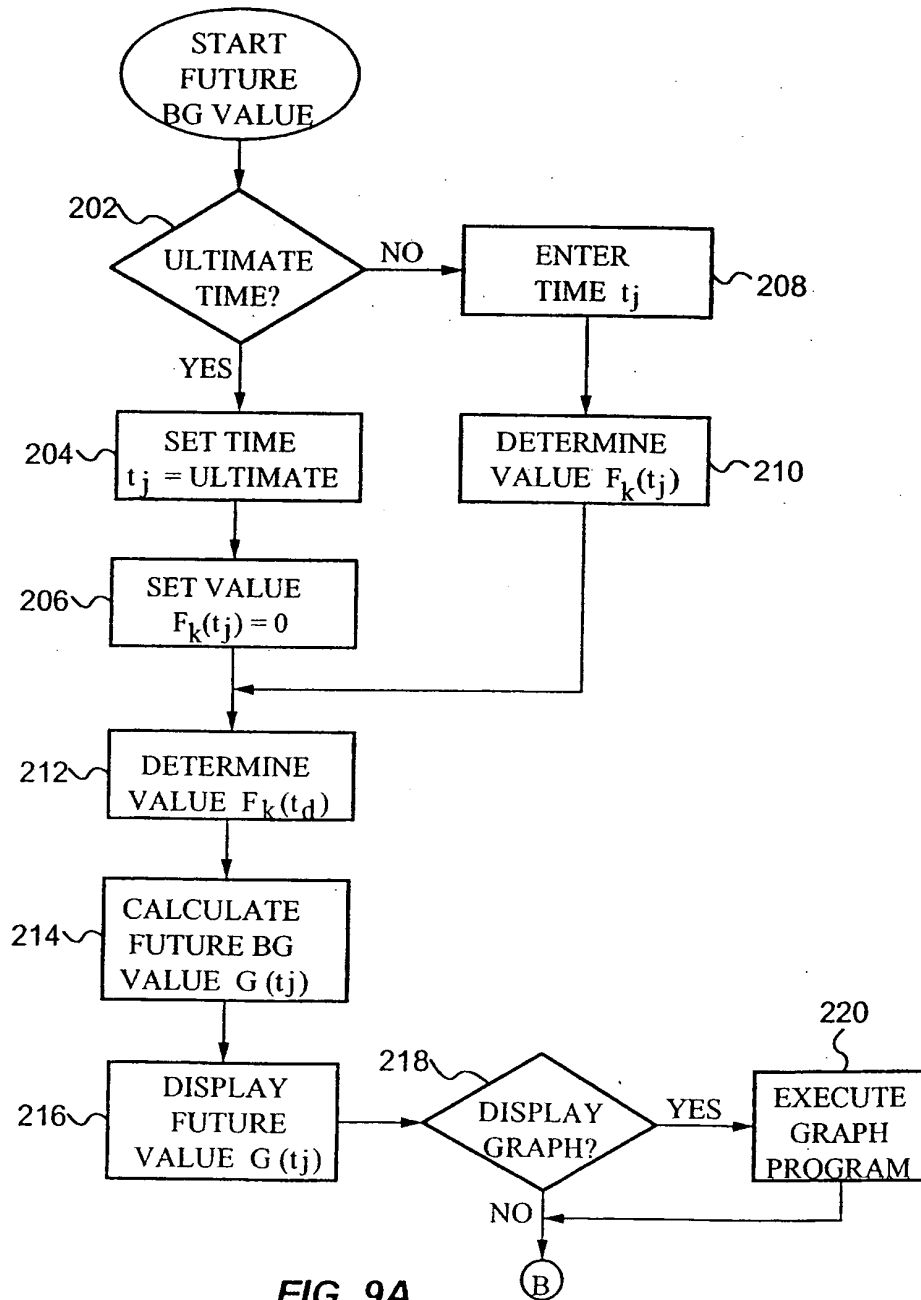 START
FUTURE
BG VALUE
202
ULTIMATE
TIME?
NO
ENTER
TIME tj
208
YES
SET TIME
tj = ULTIMATE
204
DETERMINE
VALUE Fk(tj)
210
SET VALUE
Fk(tj) = 0
206
DETERMINE
VALUE Fk(td)
212
CALCULATE
FUTURE BG
VALUE G (tj)
214
DISPLAY
FUTURE
VALUE G (tj)
216
218
DISPLAY
GRAPH?
YES
220
EXECUTE
GRAPH
PROGRAM
NO
B
FIG. 9A